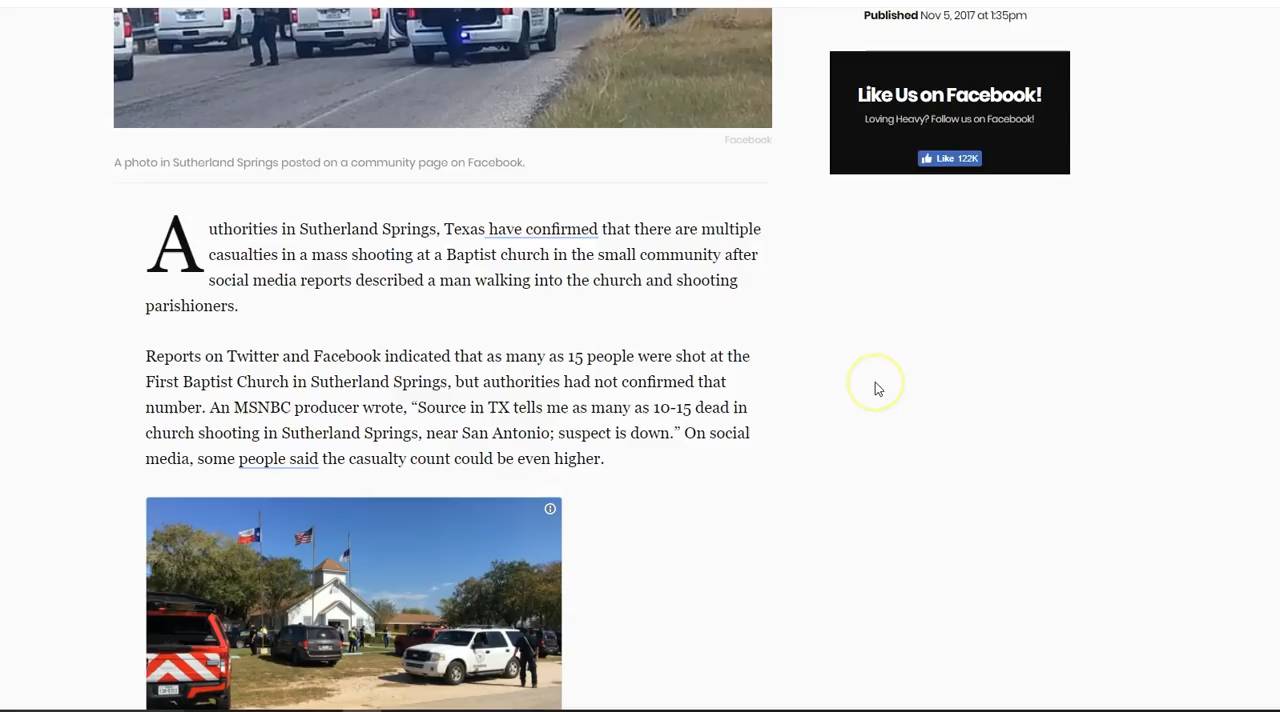 Published Nov 5, 2017 at 1:35pm
Like Us on Facebook!
Loving Heavy? Follow us on Facebook!
Like 122K
Facebook
A photo in Sutherland Springs posted on a community page on Facebook.
Authorities in Sutherland Springs, Texas have confirmed that there are multiple
casualties in a mass shooting at a Baptist church in the small community after
social media reports described a man walking into the church and shooting
parishioners.
Reports on Twitter and Facebook indicated that as many as 15 people were shot at the
First Baptist Church in Sutherland Springs, but authorities had not confirmed that
number. An MSNBC producer wrote, “Source in TX tells me as many as 10-15 dead in
church shooting in Sutherland Springs, near San Antonio; suspect is down.” On social
media, some people said the casualty count could be even higher.